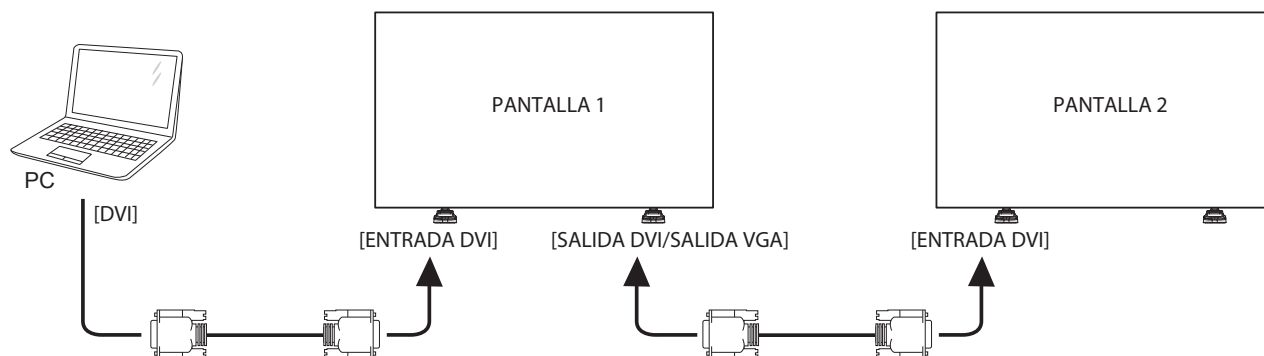 PANTALLA 1
PANTALLA 2
PC
[DVI]
[ENTRADA DVI]
[SALIDA DVI/SALIDA VGA]
[ENTRADA DVI]